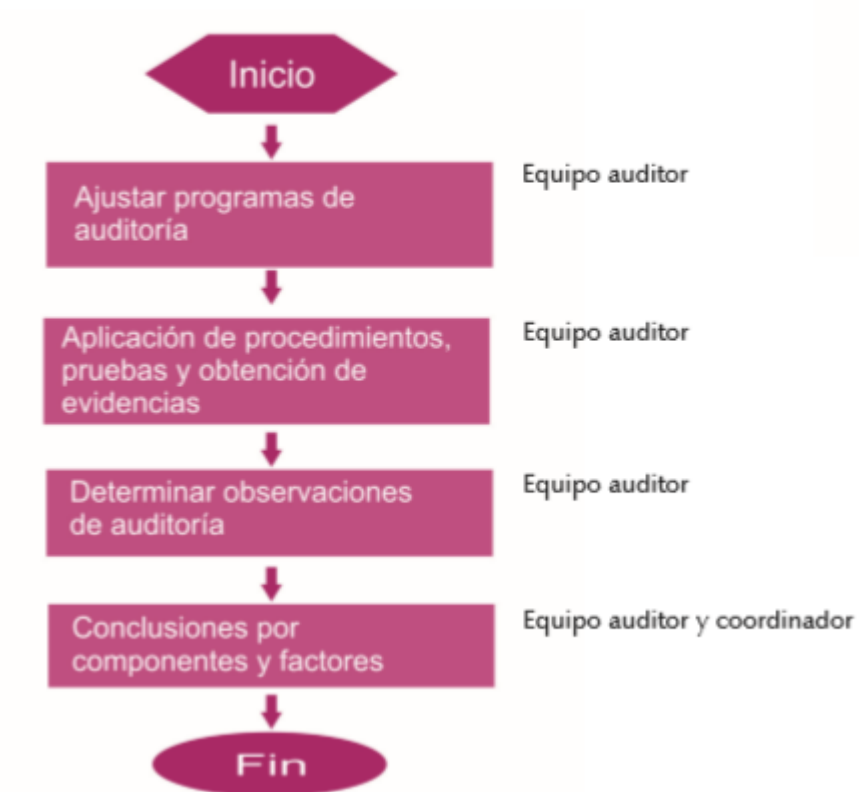 Inicio
Ajustar programas de
auditoría
Equipo auditor
Aplicación de procedimientos,
pruebas y obtención de
evidencias
Equipo auditor
Determinar observaciones
de auditoría
Equipo auditor
Conclusiones por
componentes y factores
Equipo auditor y coordinador
Fin